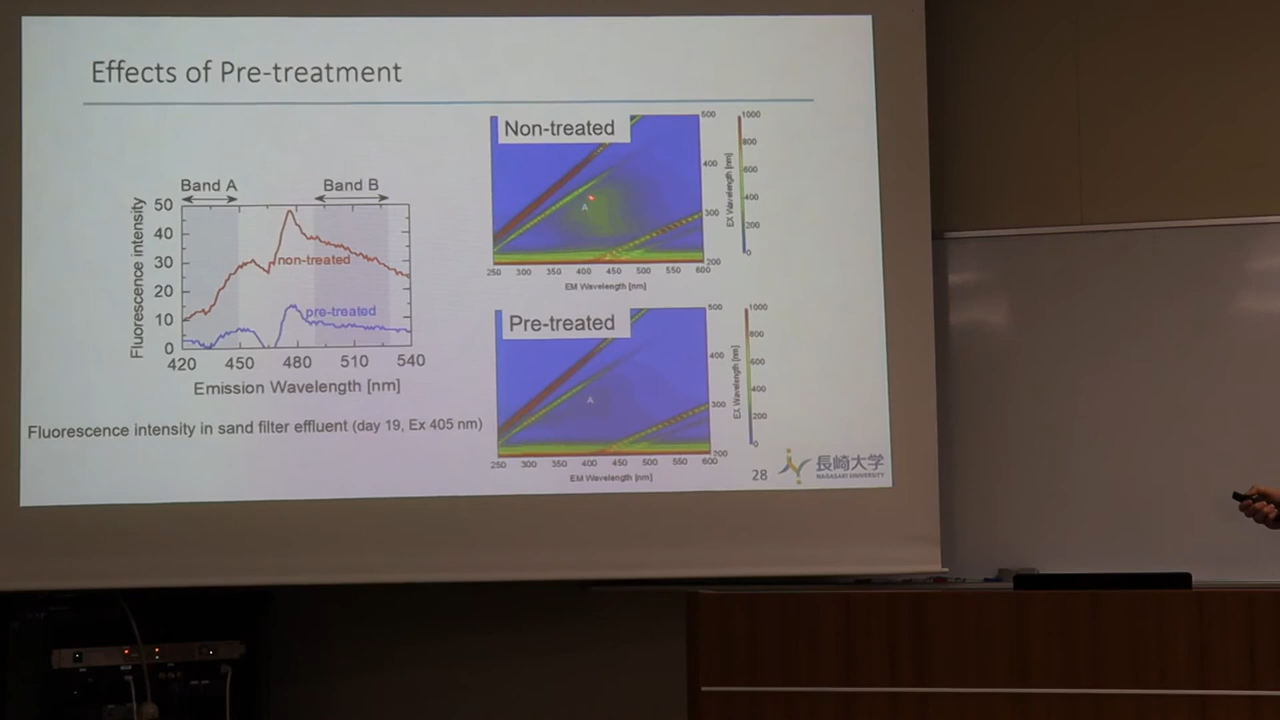 Effects of Pre-treatment
Band A
Band B
Fluorescence intensity
50
40
30
20
10
0
non-treated
pre-treated
420 450 480 510 540
Emission Wavelength [nm]
Fluorescence intensity in sand filter effluent (day 19, Ex 405 nm)
Non-treated
A
500
400
300
200
EX Wavelength [nm]
1000
800
600
400
200
0
250 300 350 400 450 500 550 600
EM Wavelength [nm]
Pre-treated
A
500
400
300
200
EX Wavelength [nm]
1000
800
600
400
200
0
250 300 350 400 450 500 550 600
EM Wavelength [nm]
28
長崎大学
NAGASAKI UNIVERSITY